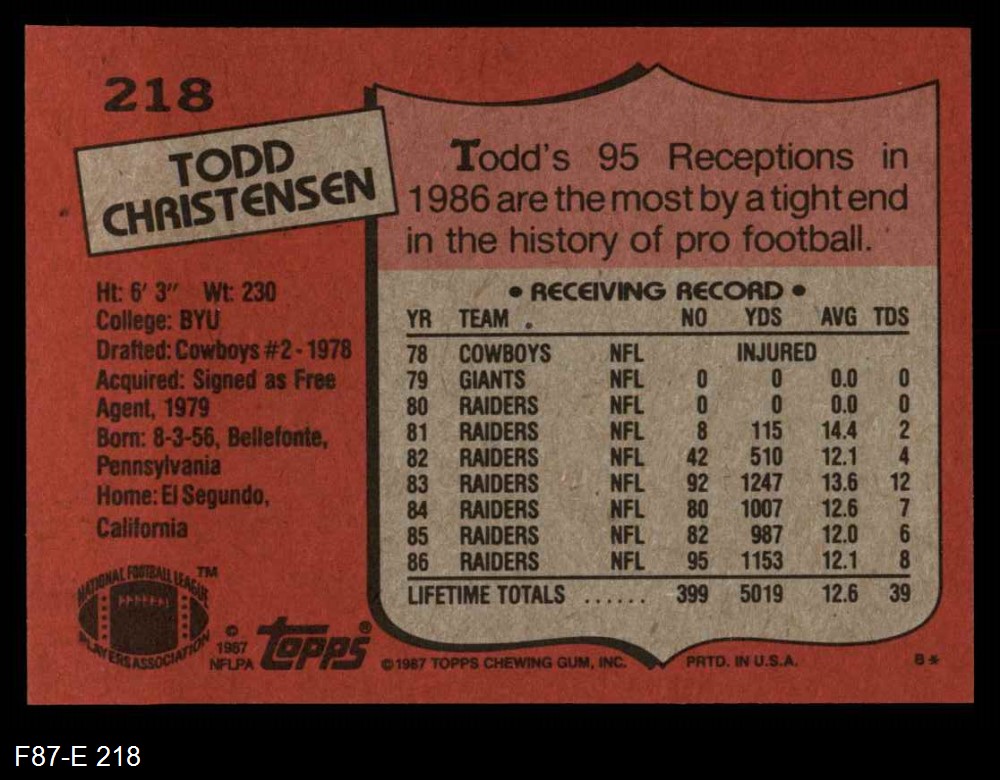 218
TODD
CHRISTENSEN
Ht: 6' 3" Wt: 230
College: BYU
Drafted: Cowboys #2 - 1978
Acquired: Signed as Free
Agent, 1979
Born: 8-3-56, Bellefonte,
Pennsylvania
Home: El Segundo,
California
NATIONAL FOOTBALL LEAGUE
PLAYERS ASSOCIATION
TM
©
1987
NFLPA
topps®
Todd's 95 Receptions in
1986 are the most by a tight end
in the history of pro football.
• RECEIVING RECORD •
YR TEAM NO YDS AVG TDS
78 COWBOYS NFL INJURED
79 GIANTS NFL 0 0 0.0 0
80 RAIDERS NFL 0 0 0.0 0
81 RAIDERS NFL 8 115 14.4 2
82 RAIDERS NFL 42 510 12.1 4
83 RAIDERS NFL 92 1247 13.6 12
84 RAIDERS NFL 80 1007 12.6 7
85 RAIDERS NFL 82 987 12.0 6
86 RAIDERS NFL 95 1153 12.1 8
LIFETIME TOTALS ...... 399 5019 12.6 39
©1987 TOPPS CHEWING GUM, INC. PRTD. IN U.S.A. B*
F87-E 218